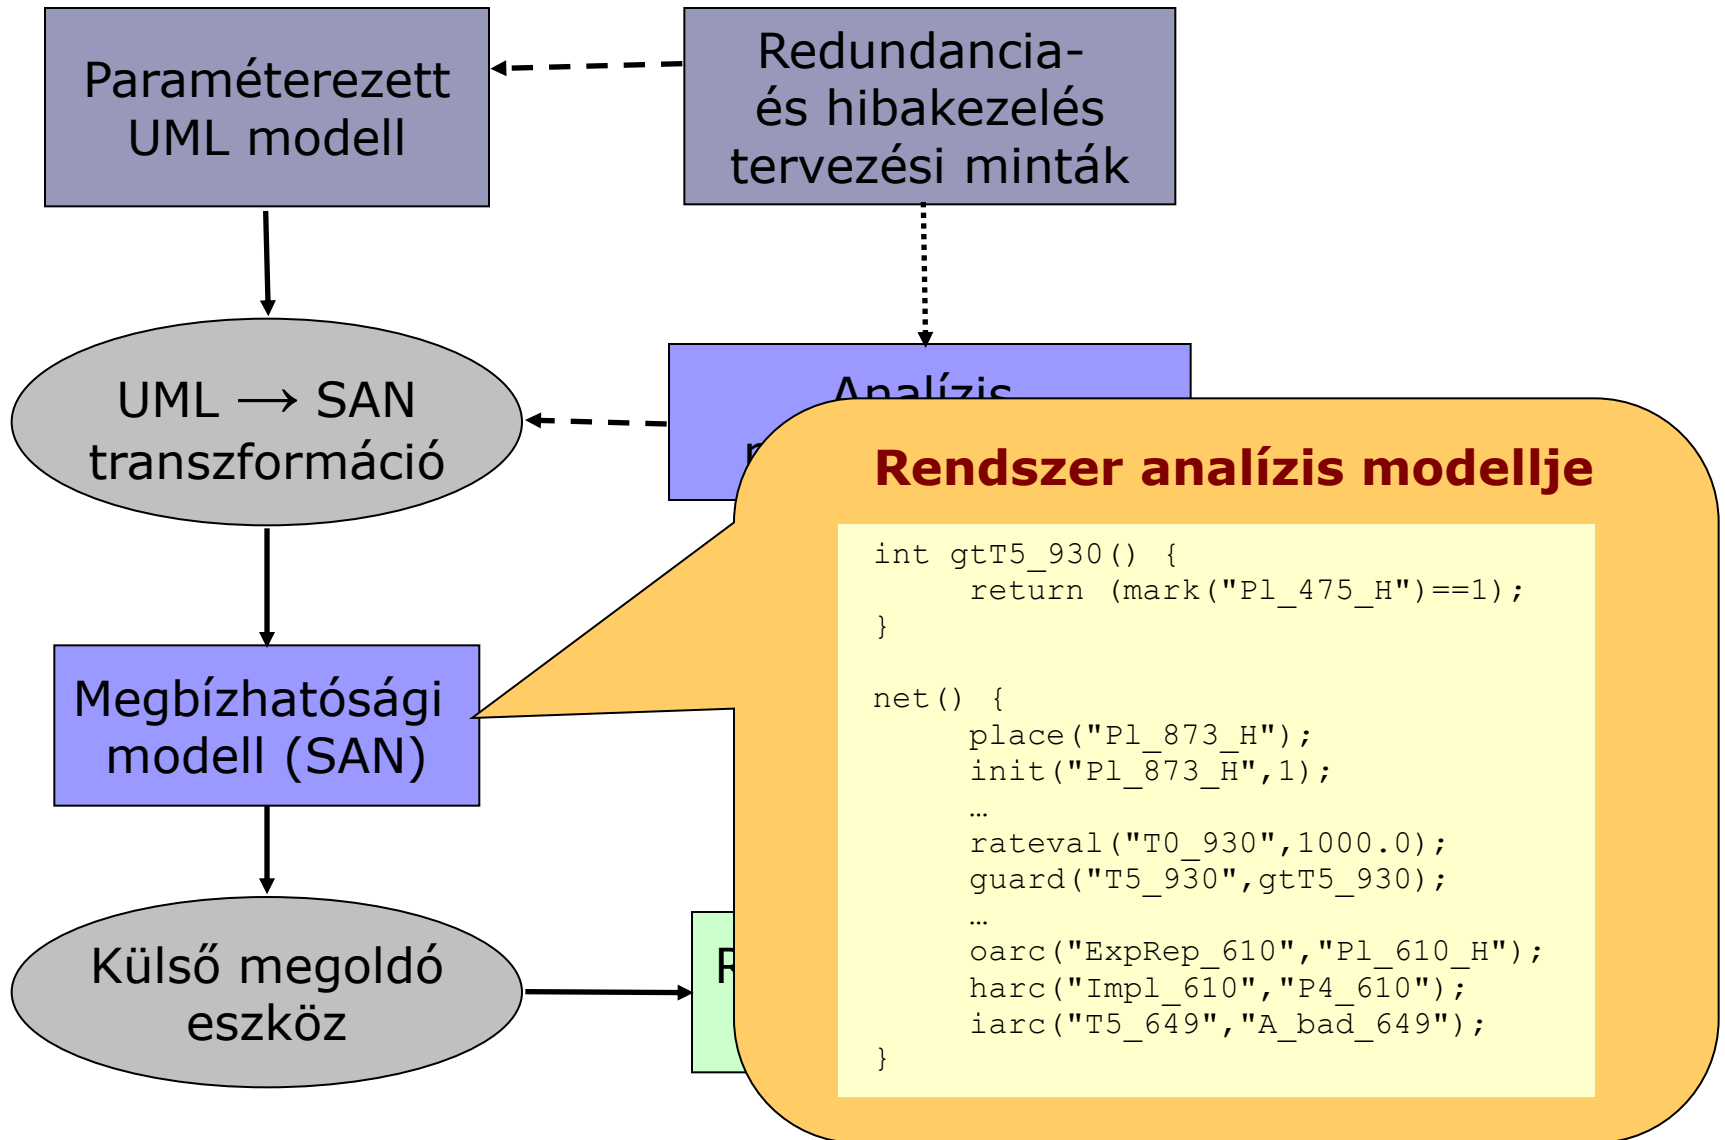 Paraméterezett
UML modell
Redundancia-
és hibakezelés
tervezési minták
UML → SAN
transzformáció
Analízis
Megbízhatósági
modell (SAN)
Külső megoldó
eszköz
Rendszer analízis modellje
int gtT5_930() {
return (mark("Pl_475_H")==1);
}
net() {
place("Pl_873_H");
init("Pl_873_H",1);
…
rateval("T0_930",1000.0);
guard("T5_930",gtT5_930);
…
oarc("ExpRep_610","Pl_610_H");
harc("Impl_610","P4_610");
iarc("T5_649","A_bad_649");
}